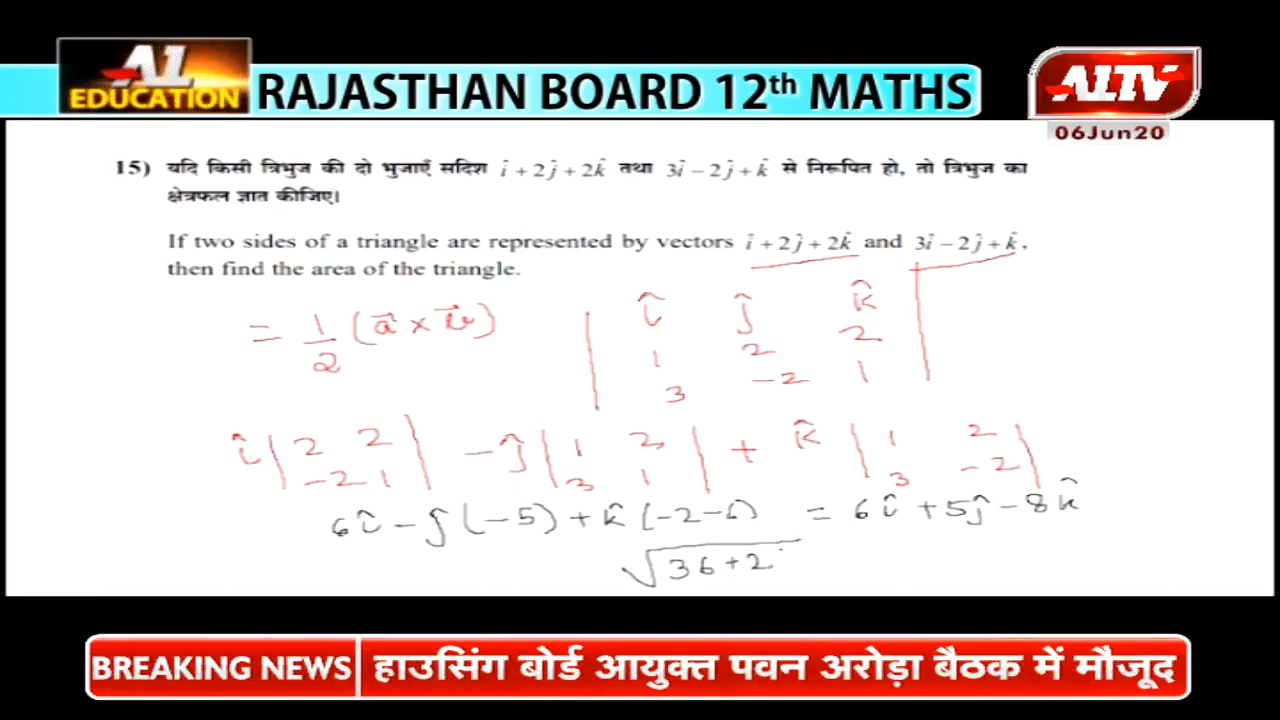 A1
EDUCATION
RAJASTHAN BOARD 12th MATHS
A1TV
06Jun20
15) यदि किसी त्रिभुज की दो भुजाएँ सदिश î + 2ĵ + 2k̂ तथा 3î − 2ĵ + k̂ से निरूपित हो, तो त्रिभुज का
क्षेत्रफल ज्ञात कीजिए।
If two sides of a triangle are represented by vectors î + 2ĵ + 2k̂ and 3î − 2ĵ + k̂,
then find the area of the triangle.
= 1/2 (a⃗ × b⃗) | î ĵ k̂ |
1 2 2
3 -2 1
î | 2 2 | - ĵ | 1 2 | + k̂ | 1 2 |
-2 1 3 1 3 -2
6î - ĵ (-5) + k̂ (-2-6) = 6î + 5ĵ - 8k̂
√36+2
BREAKING NEWS हाउसिंग बोर्ड आयुक्त पवन अरोड़ा बैठक में मौजूद